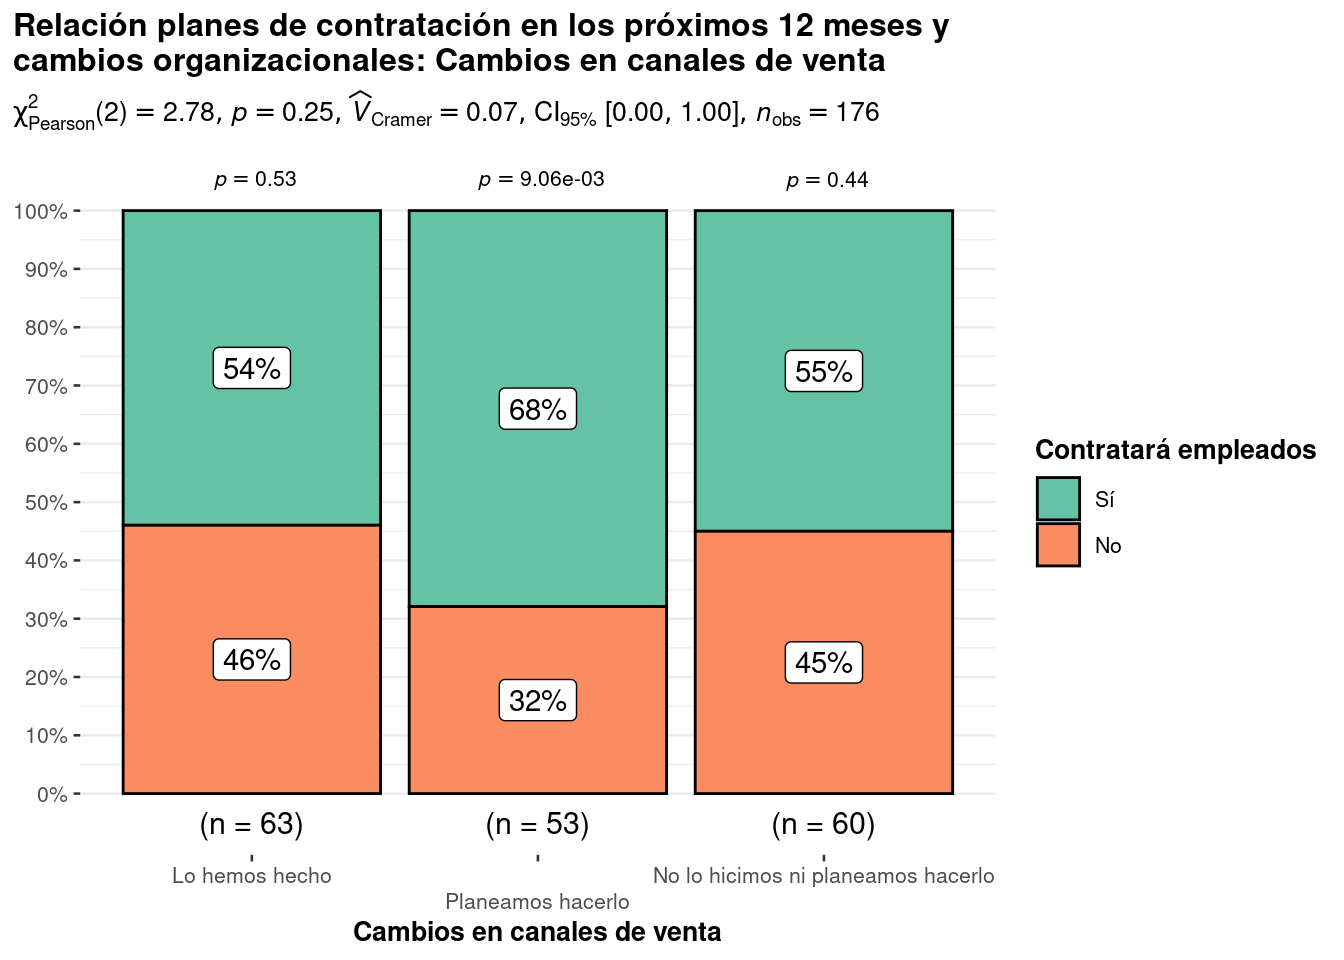 Relación planes de contratación en los próximos 12 meses y
cambios organizacionales: Cambios en canales de venta
χ²Pearson(2) = 2.78, p = 0.25, V̂Cramer = 0.07, CI95% [0.00, 1.00], nobs = 176
p = 0.53 p = 9.06e-03 p = 0.44
100%
90%
80%
70%
60%
50%
40%
30%
20%
10%
0%
54% 68% 55%
46% 32% 45%
(n = 63) (n = 53) (n = 60)
Lo hemos hecho
Planeamos hacerlo
No lo hicimos ni planeamos hacerlo
Cambios en canales de venta
Contratará empleados
Sí
No